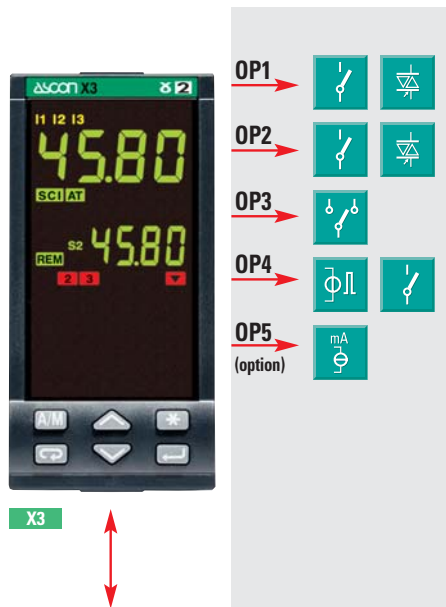 ascon X3 2
I1 I2 I3
45.80
SCI AT
S2 45.80
REM
2 3
A/M
*
X3
OP1
OP2
OP3
OP4
OP5
(option)
mA